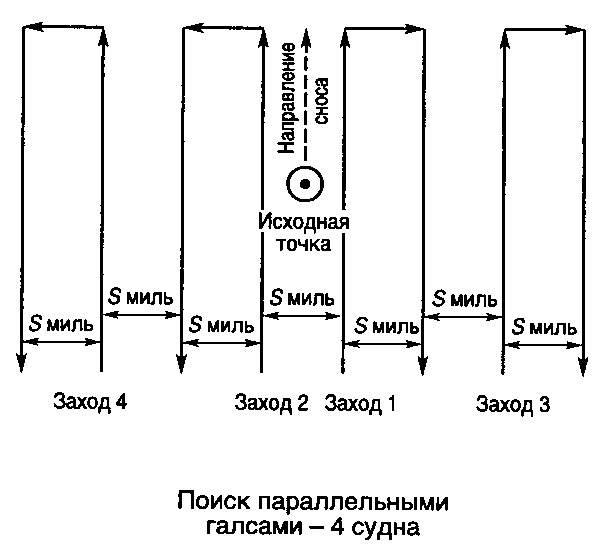 Направление
сноса
Исходная
точка
S миль
S миль
S миль
S миль
S миль
S миль
S миль
Заход 4
Заход 2
Заход 1
Заход 3
Поиск параллельными
галсами – 4 судна